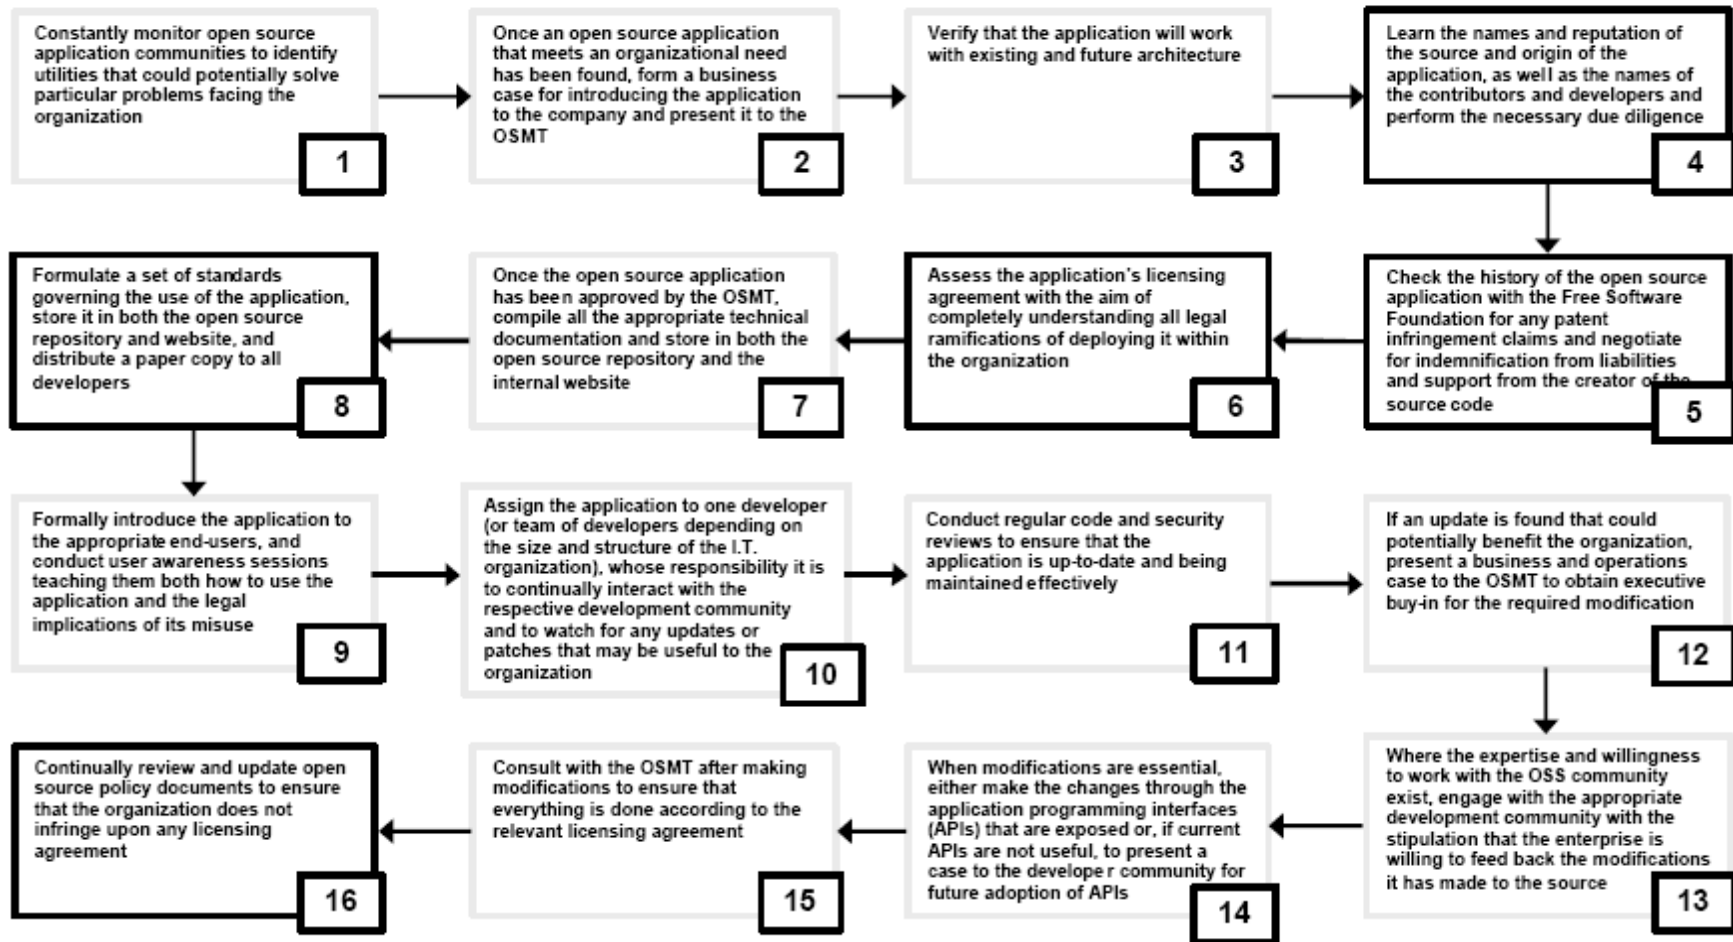 Constantly monitor open source
application communities to identify
utilities that could potentially solve
particular problems facing the
organization
1
Once an open source application
that meets an organizational need
has been found, form a business
case for introducing the application
to the company and present it to the
OSMT
2
Verify that the application will work
with existing and future architecture
3
Learn the names and reputation of
the source and origin of the
application, as well as the names of
the contributors and developers and
perform the necessary due diligence
4
Check the history of the open source
application with the Free Software
Foundation for any patent
infringement claims and negotiate
for indemnification from liabilities
and support from the creator of the
source code
5
Assess the application's licensing
agreement with the aim of
completely understanding all legal
ramifications of deploying it within
the organization
6
Once the open source application
has been approved by the OSMT,
compile all the appropriate technical
documentation and store in both the
open source repository and the
internal website
7
Formulate a set of standards
governing the use of the application,
store it in both the open source
repository and website, and
distribute a paper copy to all
developers
8
Formally introduce the application to
the appropriate end-users, and
conduct user awareness sessions
teaching them both how to use the
application and the legal
implications of its misuse
9
Assign the application to one developer
(or team of developers depending on
the size and structure of the I.T.
organization), whose responsibility it is
to continually interact with the
respective development community
and to watch for any updates or
patches that may be useful to the
organization
10
Conduct regular code and security
reviews to ensure that the
application is up-to-date and being
maintained effectively
11
If an update is found that could
potentially benefit the organization,
present a business and operations
case to the OSMT to obtain executive
buy-in for the required modification
12
Where the expertise and willingness
to work with the OSS community
exist, engage with the appropriate
development community with the
stipulation that the enterprise is
willing to feed back the modifications
it has made to the source
13
When modifications are essential,
either make the changes through the
application programming interfaces
(APIs) that are exposed or, if current
APIs are not useful, to present a
case to the developer community for
future adoption of APIs
14
Consult with the OSMT after making
modifications to ensure that
everything is done according to the
relevant licensing agreement
15
Continually review and update open
source policy documents to ensure
that the organization does not
infringe upon any licensing
agreement
16